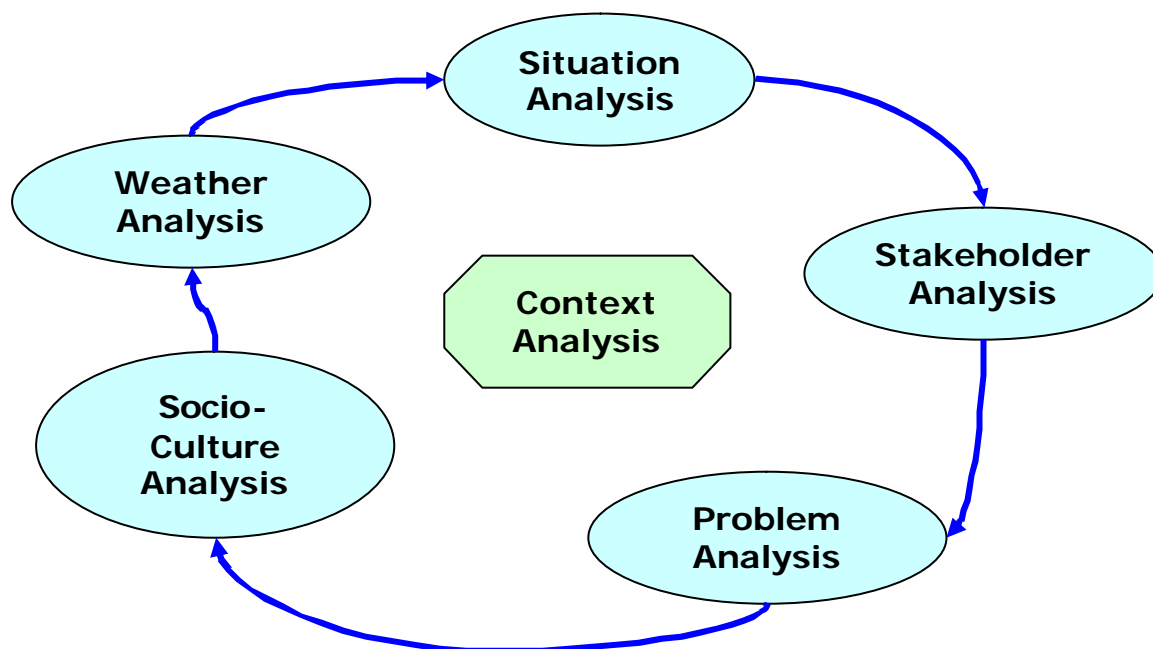 Situation
Analysis
Stakeholder
Analysis
Problem
Analysis
Socio-
Culture
Analysis
Weather
Analysis
Context
Analysis